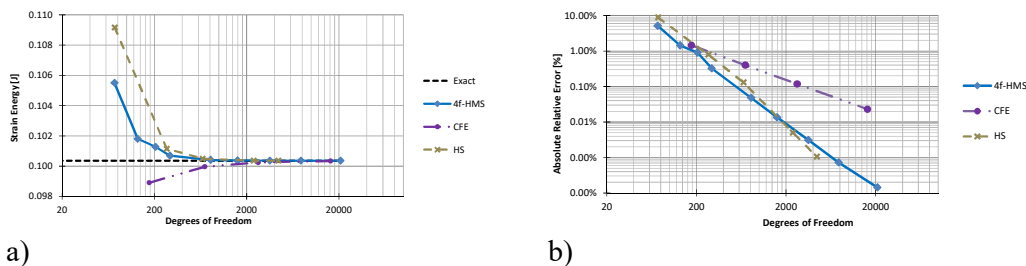 0.110
0.108
0.106
0.104
0.102
0.100
0.098
Strain Energy [J]
20
200
2000
20000
Degrees of Freedom
Exact
4f-HMS
CFE
HS
a)
10.00%
1.00%
0.10%
0.01%
0.00%
0.00%
Absolute Relative Error [%]
20
200
2000
20000
Degrees of Freedom
4f-HMS
CFE
HS
b)